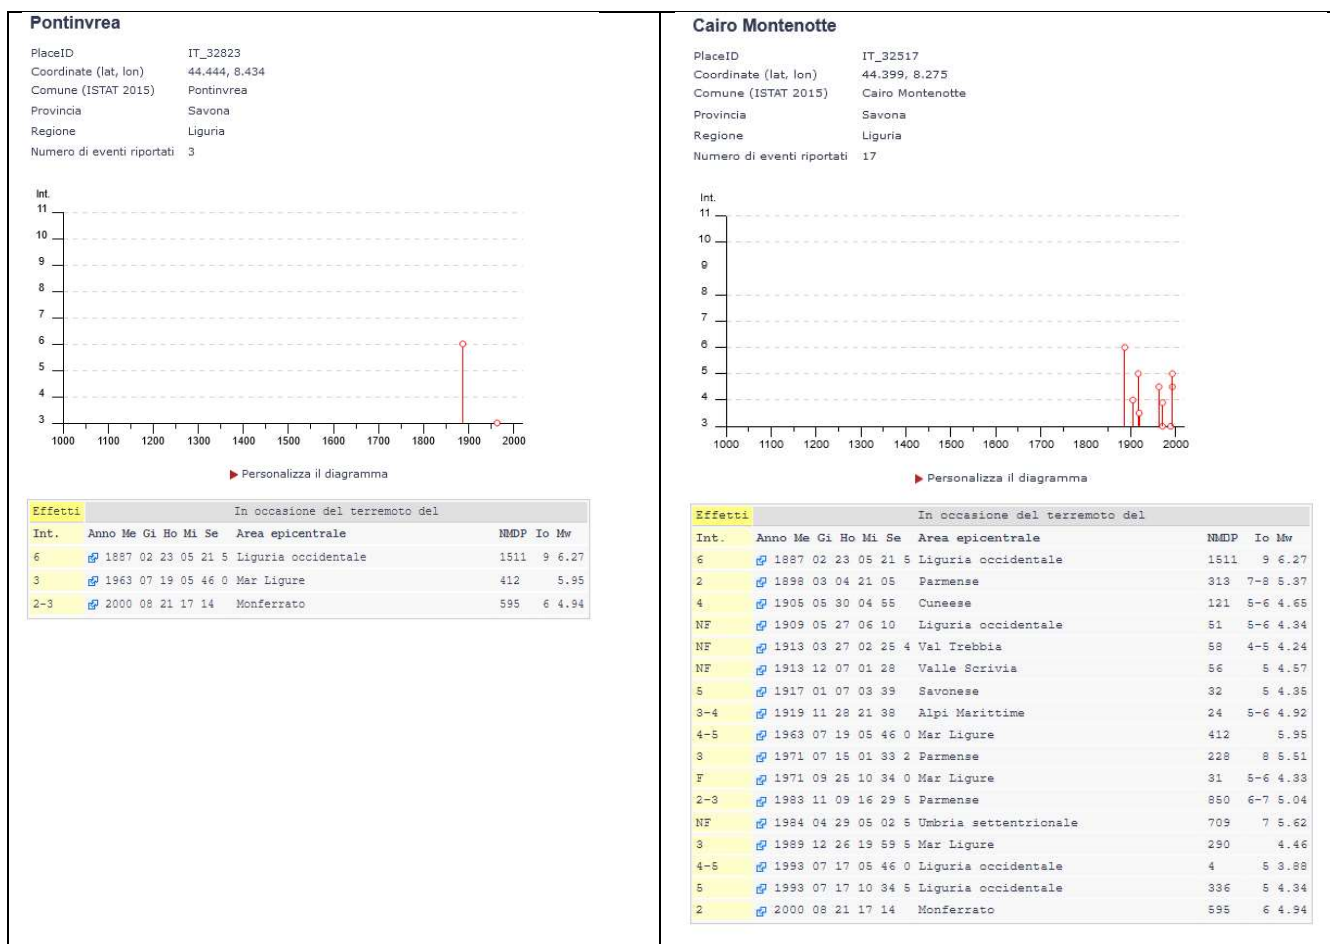 Pontinvrea
PlaceID IT_32823
Coordinate (lat, lon) 44.444, 8.434
Comune (ISTAT 2015) Pontinvrea
Provincia Savona
Regione Liguria
Numero di eventi riportati 3
Int.
11
10
9
8
7
6
5
4
3
1000 1100 1200 1300 1400 1500 1600 1700 1800 1900 2000
Personalizza il diagramma
Effetti In occasione del terremoto del
Int. Anno Me Gi Ho Mi Se Area epicentrale NMDP Io Mw
6 1887 02 23 05 21 5 Liguria occidentale 1511 9 6.27
3 1963 07 19 05 46 0 Mar Ligure 412 5.95
2-3 2000 08 21 17 14 Monferrato 595 6 4.94
Cairo Montenotte
PlaceID IT_32517
Coordinate (lat, lon) 44.399, 8.275
Comune (ISTAT 2015) Cairo Montenotte
Provincia Savona
Regione Liguria
Numero di eventi riportati 17
Int.
11
10
9
8
7
6
5
4
3
1000 1100 1200 1300 1400 1500 1600 1700 1800 1900 2000
Personalizza il diagramma
Effetti In occasione del terremoto del
Int. Anno Me Gi Ho Mi Se Area epicentrale NMDP Io Mw
6 1887 02 23 05 21 5 Liguria occidentale 1511 9 6.27
2 1898 03 04 21 05 Parmense 313 7-8 5.37
4 1905 05 30 04 55 Cuneese 121 5-6 4.65
NF 1909 05 27 06 10 Liguria occidentale 51 5-6 4.34
NF 1913 03 27 02 25 4 Val Trebbia 58 4-5 4.24
NF 1913 12 07 01 28 Valle Scrivia 56 5 4.57
5 1917 01 07 03 39 Savonese 32 5 4.35
3-4 1919 11 28 21 38 Alpi Marittime 24 5-6 4.92
4-5 1963 07 19 05 46 0 Mar Ligure 412 5.95
3 1971 07 15 01 33 2 Parmense 228 8 5.51
F 1971 09 25 10 34 0 Mar Ligure 31 5-6 4.33
2-3 1983 11 09 16 29 5 Parmense 850 6-7 5.04
NF 1984 04 29 05 02 5 Umbria settentrionale 709 7 5.62
3 1989 12 26 19 59 5 Mar Ligure 290 4.46
4-5 1993 07 17 05 46 0 Liguria occidentale 4 5 3.88
5 1993 07 17 10 34 5 Liguria occidentale 336 5 4.34
2 2000 08 21 17 14 Monferrato 595 6 4.94